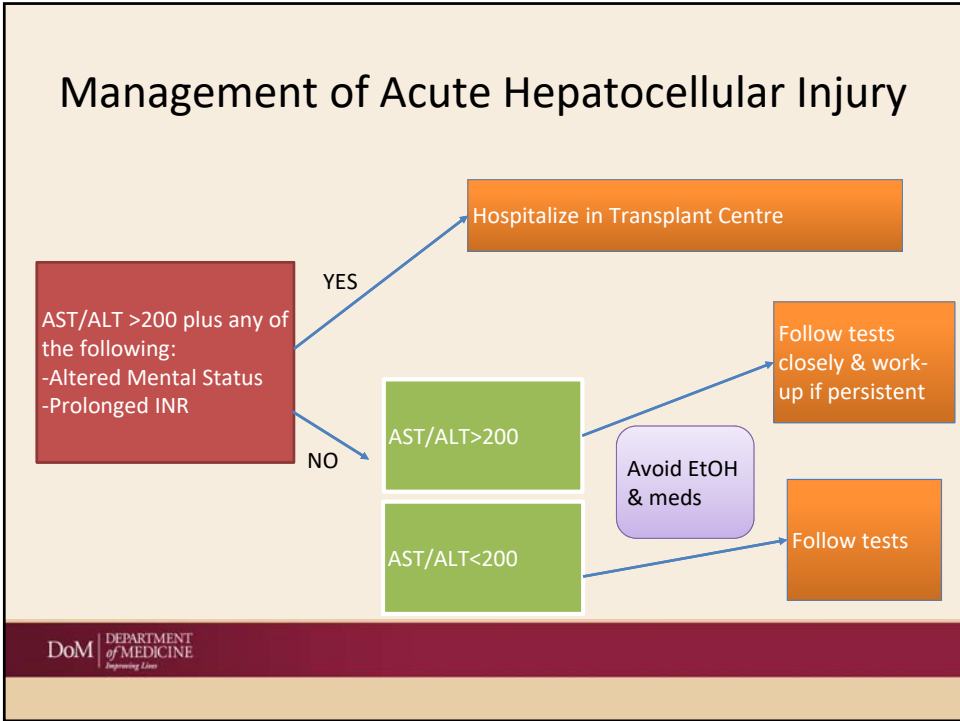 Management of Acute Hepatocellular Injury
Hospitalize in Transplant Centre
YES
AST/ALT >200 plus any of
the following:
-Altered Mental Status
-Prolonged INR
NO
AST/ALT>200
Follow tests
closely & work-
up if persistent
Avoid EtOH
& meds
AST/ALT<200
Follow tests
DoM
DEPARTMENT
of MEDICINE
Improving Lives